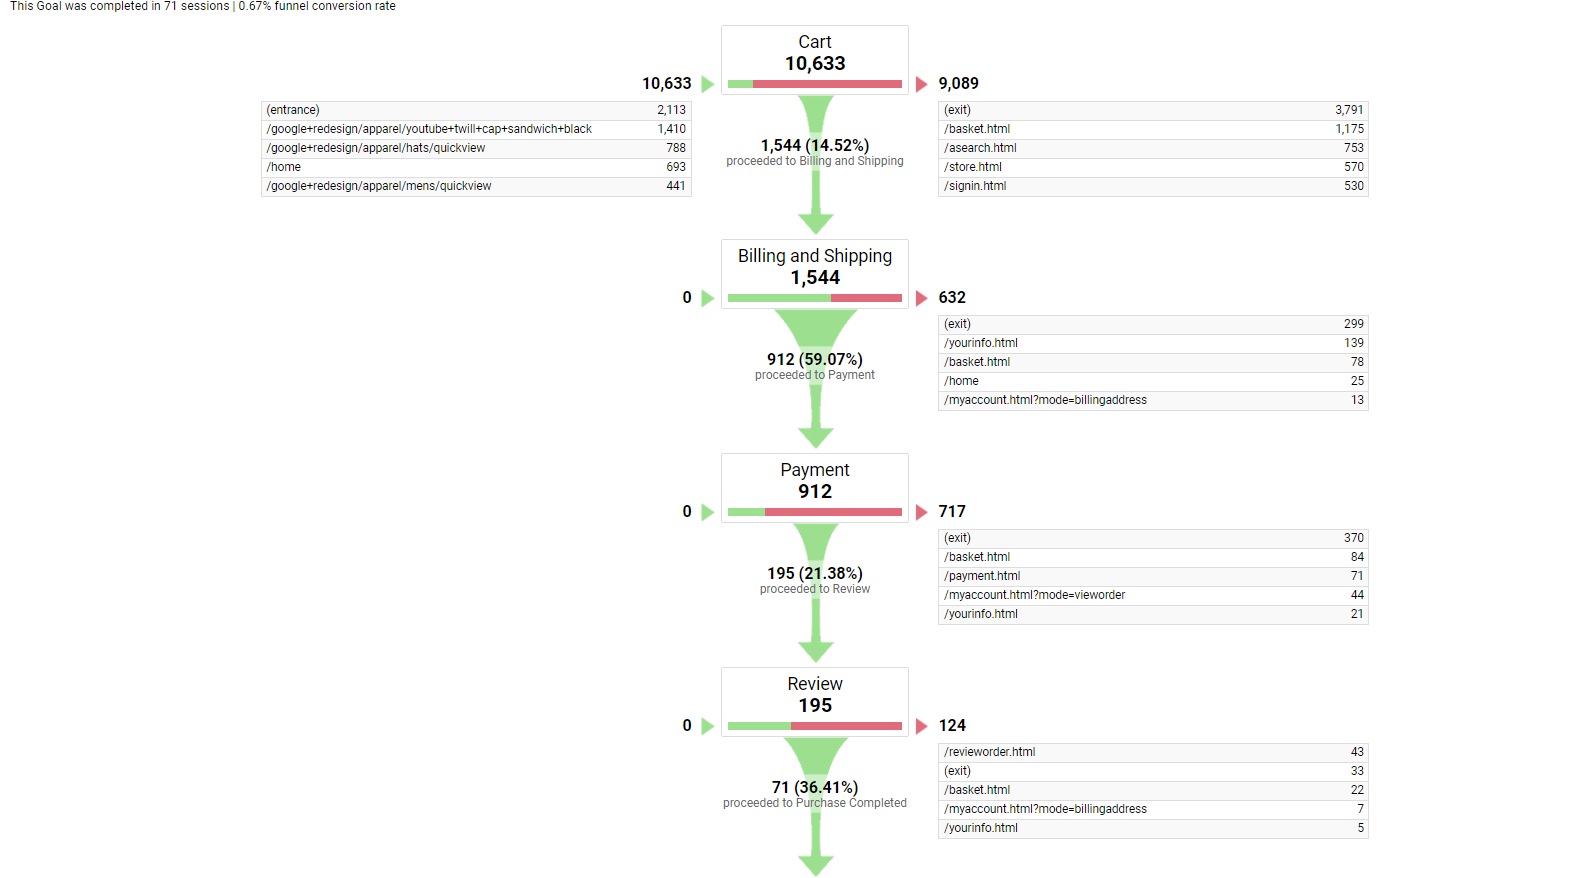 This Goal was completed in 71 sessions | 0.67% funnel conversion rate
Cart
10,633
10,633
9,089
(entrance) 2,113
/google+redesign/apparel/youtube+twill+cap+sandwich+black 1,410
/google+redesign/apparel/hats/quickview 788
/home 693
/google+redesign/apparel/mens/quickview 441
(exit) 3,791
/basket.html 1,175
/asearch.html 753
/store.html 570
/signin.html 530
1,544 (14.52%)
proceeded to Billing and Shipping
Billing and Shipping
1,544
0
632
(exit) 299
/yourinfo.html 139
/basket.html 78
/home 25
/myaccount.html?mode=billingaddress 13
912 (59.07%)
proceeded to Payment
Payment
912
0
717
(exit) 370
/basket.html 84
/payment.html 71
/myaccount.html?mode=vieworder 44
/yourinfo.html 21
195 (21.38%)
proceeded to Review
Review
195
0
124
/revieworder.html 43
(exit) 33
/basket.html 22
/myaccount.html?mode=billingaddress 7
/yourinfo.html 5
71 (36.41%)
proceeded to Purchase Completed